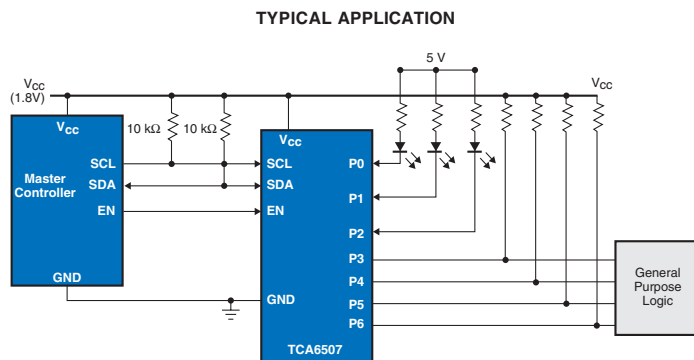 TYPICAL APPLICATION
5 V
VCC
(1.8V)
VCC
VCC
10 kΩ
10 kΩ
VCC
SCL
SCL
P0
Master
Controller
SDA
SDA
P1
EN
EN
P2
P3
General
Purpose
Logic
P4
GND
GND
P5
P6
TCA6507